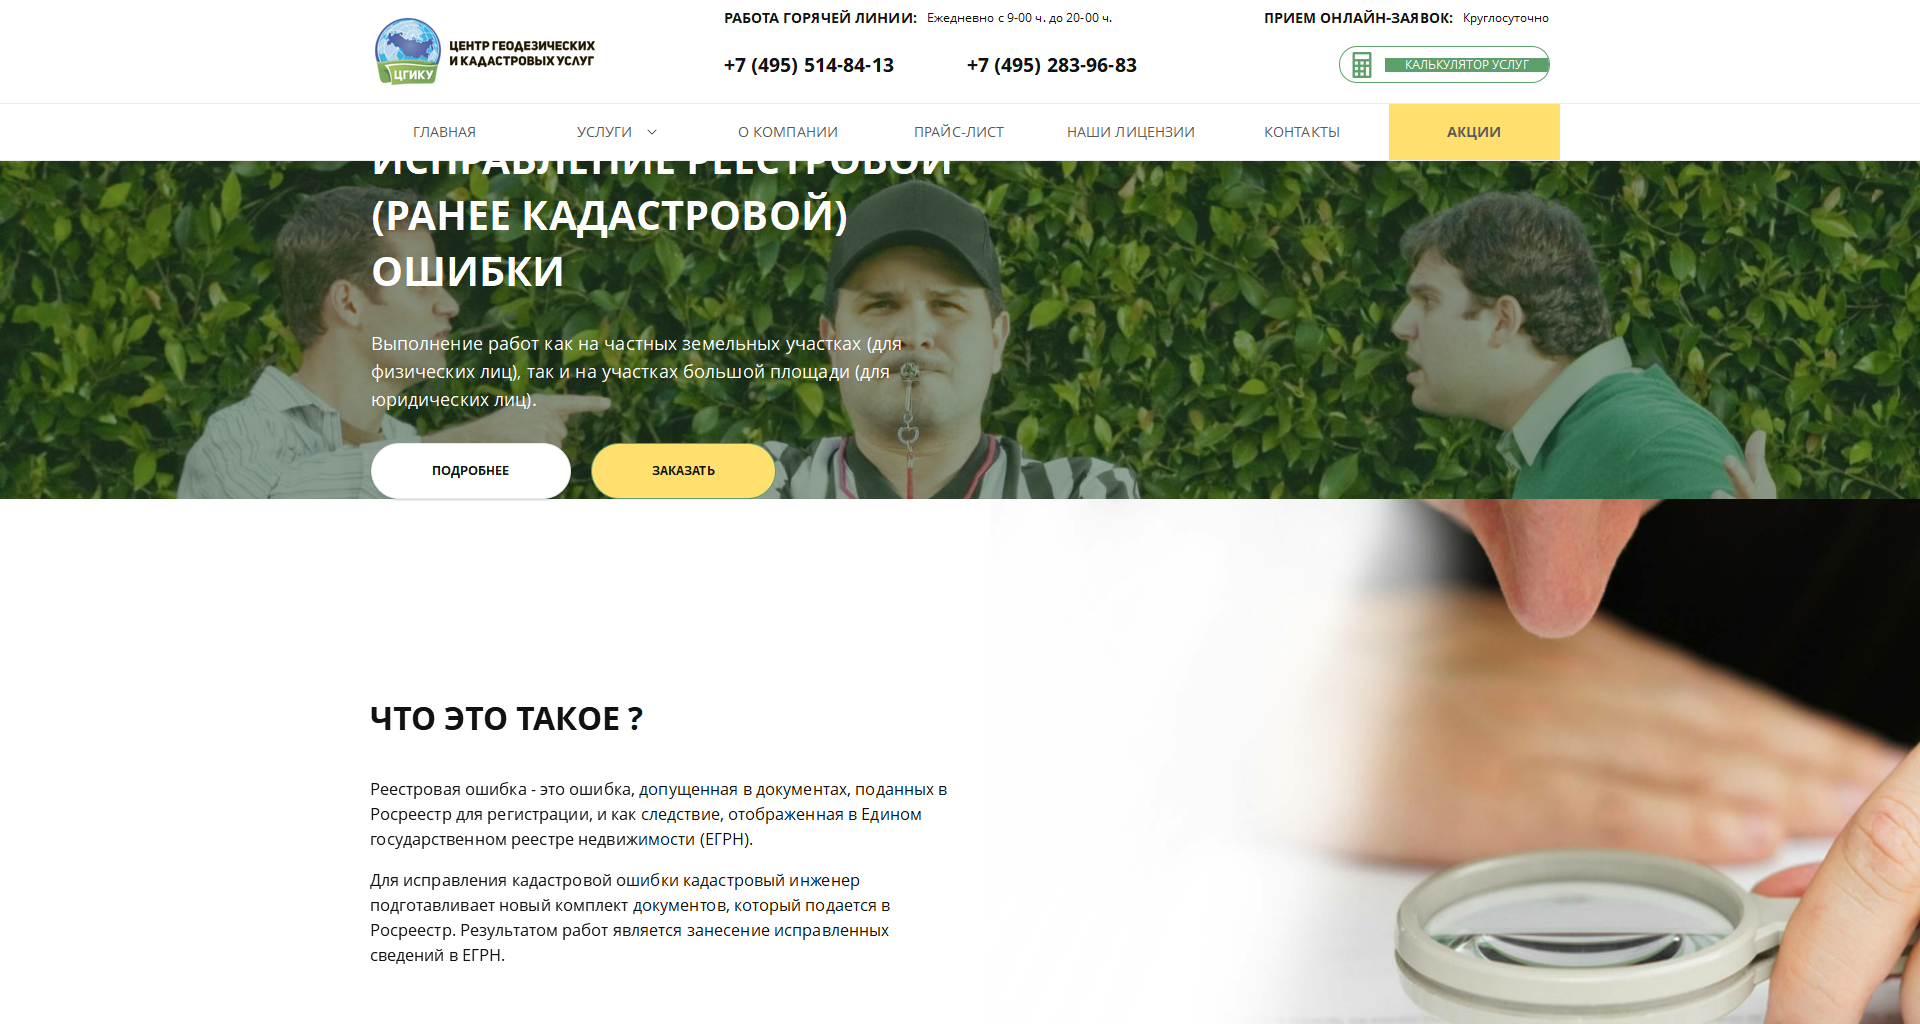 РАБОТА ГОРЯЧЕЙ ЛИНИИ: Ежедневно с 9-00 ч. до 20-00 ч.
ПРИЕМ ОНЛАЙН-ЗАЯВОК: Круглосуточно
ЦЕНТР ГЕОДЕЗИЧЕСКИХ
И КАДАСТРОВЫХ УСЛУГ
ЦГИКУ
+7 (495) 514-84-13
+7 (495) 283-96-83
КАЛЬКУЛЯТОР УСЛУГ
ГЛАВНАЯ
УСЛУГИ
О КОМПАНИИ
ПРАЙС-ЛИСТ
НАШИ ЛИЦЕНЗИИ
КОНТАКТЫ
АКЦИИ
ИСПРАВЛЕНИЕ РЕЕСТРОВОЙ
(РАНЕЕ КАДАСТРОВОЙ)
ОШИБКИ
Выполнение работ как на частных земельных участках (для
физических лиц), так и на участках большой площади (для
юридических лиц).
ПОДРОБНЕЕ
ЗАКАЗАТЬ
ЧТО ЭТО ТАКОЕ ?
Реестровая ошибка - это ошибка, допущенная в документах, поданных в
Росреестр для регистрации, и как следствие, отображенная в Едином
государственном реестре недвижимости (ЕГРН).
Для исправления кадастровой ошибки кадастровый инженер
подготавливает новый комплект документов, который подается в
Росреестр. Результатом работ является занесение исправленных
сведений в ЕГРН.